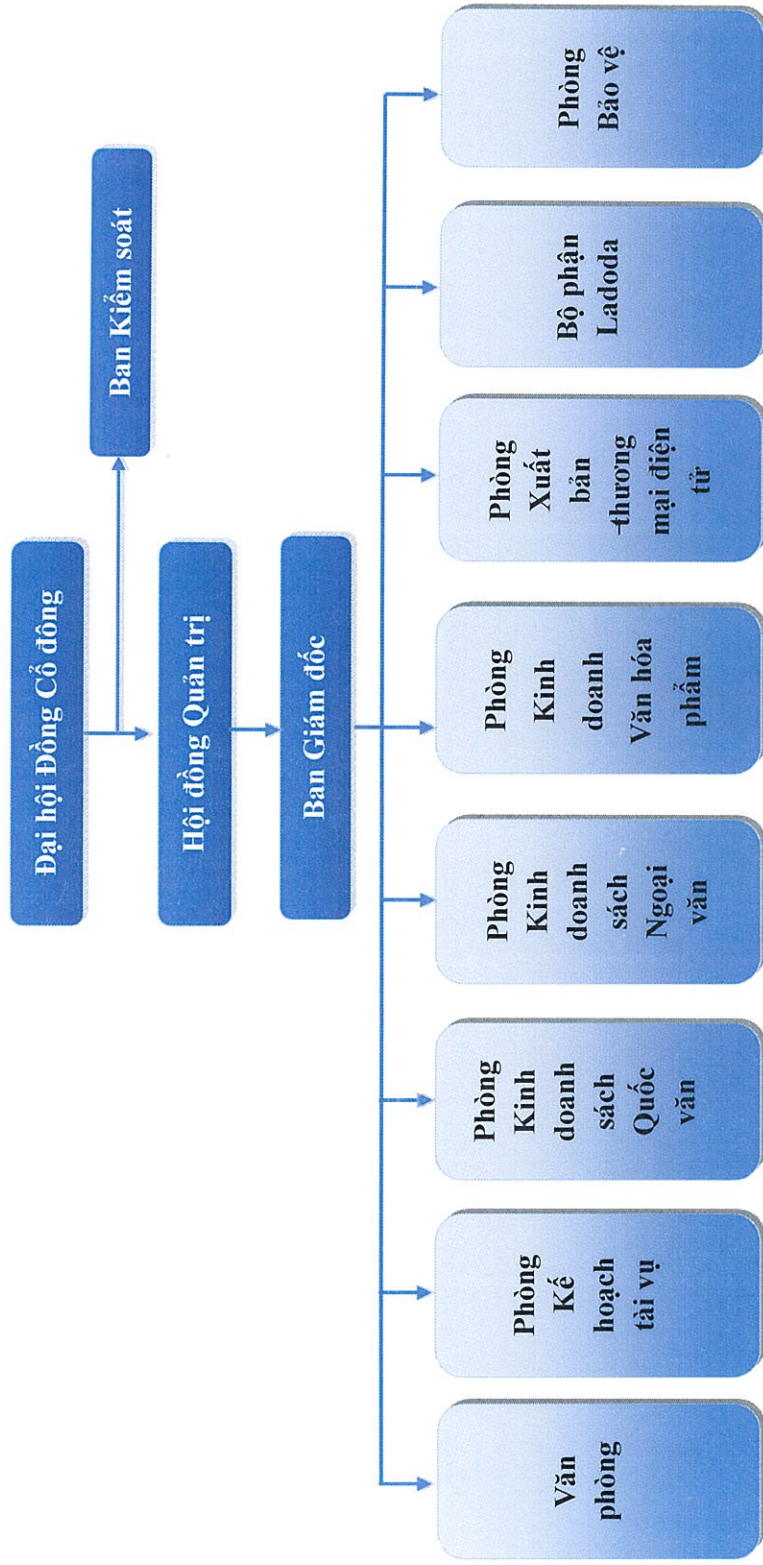 Đại hội Đồng Cổ đông
Ban Kiểm soát
Hội đồng Quản trị
Ban Giám đốc
Văn
phòng
Phòng
Kế
hoạch
tài vụ
Phòng
Kinh
doanh
sách
Quốc
văn
Phòng
Kinh
doanh
sách
Ngoại
văn
Phòng
Kinh
doanh
Văn hóa
phẩm
Phòng
Xuất
bản
-thương
mại điện
tử
Bộ phận
Ladoda
Phòng
Bảo vệ